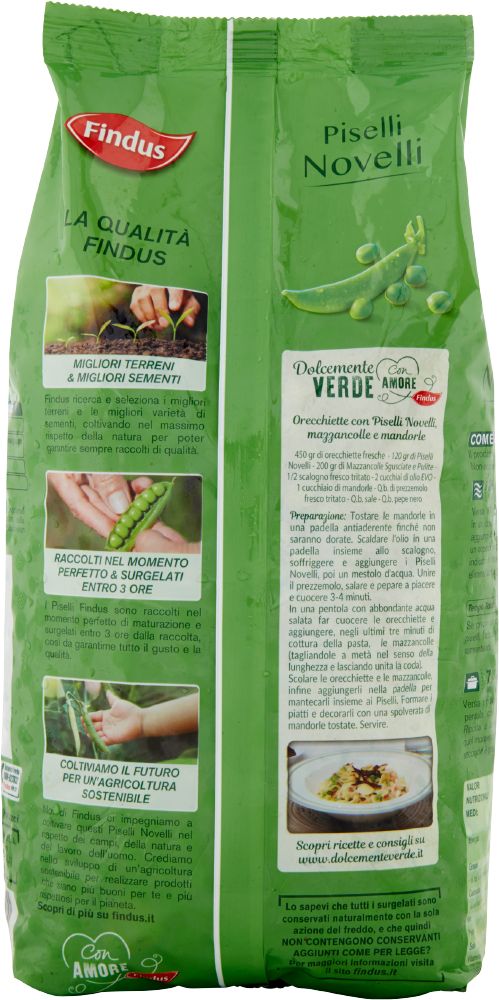 Findus
LA QUALITÀ
FINDUS
MIGLIORI TERRENI
& MIGLIORI SEMENTI
Findus ricerca e seleziona i migliori
terreni e le migliori varietà di
sementi, coltivando nel massimo
rispetto della natura per poter
garantire sempre raccolti di qualità.
RACCOLTI NEL MOMENTO
PERFETTO & SURGELATI
ENTRO 3 ORE
I Piselli Findus sono raccolti nel
momento perfetto di maturazione e
surgelati entro 3 ore dalla raccolta,
così da garantirne tutto il gusto e la
qualità.
COLTIVIAMO IL FUTURO
PER UN'AGRICOLTURA
SOSTENIBILE
Noi di Findus ci impegniamo a
coltivare questi Piselli Novelli nel
rispetto dei campi, della natura e
del lavoro dell'uomo. Crediamo
nello sviluppo di un'agricoltura
sostenibile per realizzare prodotti
che siano più buoni per te e più
rispettosi per il pianeta.
Scopri di più su findus.it
Con
AMORE
Findus
Piselli
Novelli
Dolcemente
VERDE
Con
AMORE
Findus
Orecchiette con Piselli Novelli,
mazzancolle e mandorle
450 gr di orecchiette fresche - 120 gr di Piselli
Novelli - 200 gr di Mazzancolle Sgusciate e Pulite -
1/2 scalogno fresco tritato - 2 cucchiai di olio EVO -
1 cucchiaio di mandorle - Q.b. di prezzemolo
fresco tritato - Q.b. sale - Q.b. pepe nero
Preparazione: Tostare le mandorle in
una padella antiaderente finché non
saranno dorate. Scaldare l'olio in una
padella insieme allo scalogno,
soffriggere e aggiungere i Piselli
Novelli, poi un mestolo d'acqua. Unire
il prezzemolo, salare e pepare a piacere
e cuocere 3-4 minuti.
In una pentola con abbondante acqua
salata far cuocere le orecchiette e
aggiungere, negli ultimi tre minuti di
cottura della pasta, le mazzancolle
(tagliandole a metà nel senso della
lunghezza e lasciando unita la coda).
Scolare le orecchiette e le mazzancolle,
infine aggiungerli nella padella per
mantecarli insieme ai Piselli, Formare i
piatti e decorarli con una spolverata di
mandorle tostate. Servire.
Scopri ricette e consigli su
www.dolcementeverde.it
Lo sapevi che tutti i surgelati sono
conservati naturalmente con la sola
azione del freddo, e che quindi
NON CONTENGONO CONSERVANTI
AGGIUNTI COME PER LEGGE?
Per maggiori informazioni visita
il sito findus.it
VALOR
NUTRIZIONA
MEDI: